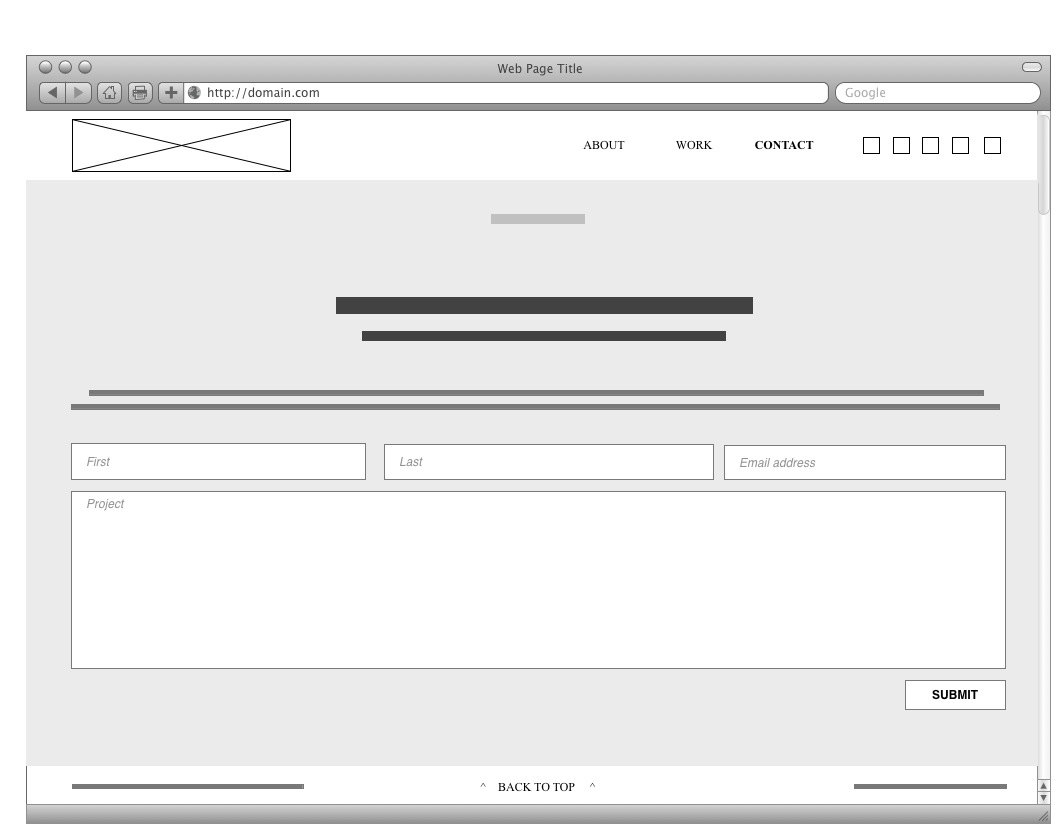 Web Page Title
http://domain.com
Google
ABOUT WORK CONTACT
First Last Email address
Project
SUBMIT
^ BACK TO TOP ^